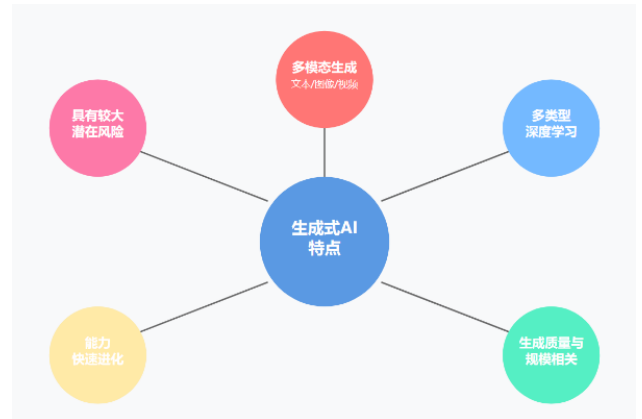 多模态生成
文本/图像/视频
具有较大
潜在风险
多类型
深度学习
生成式AI
特点
能力
快速进化
生成质量与
规模相关